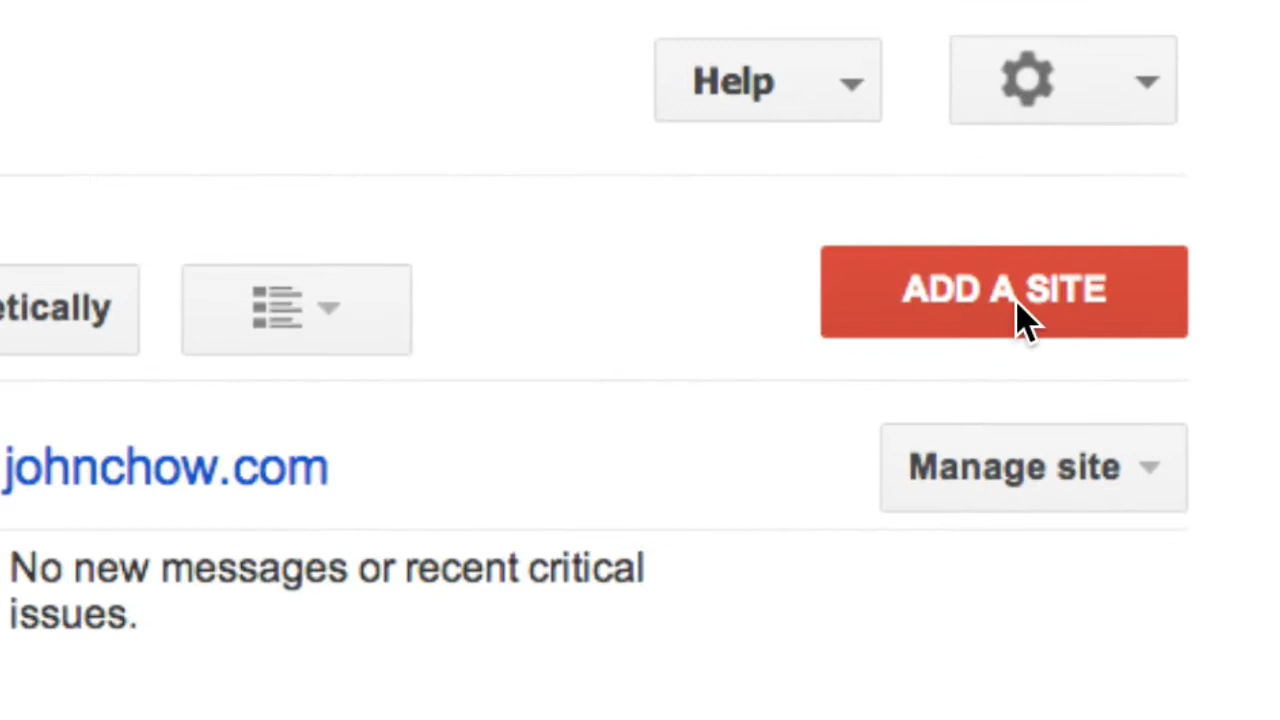 Help
ADD A SITE
etically
johnchow.com
Manage site
No new messages or recent critical
issues.